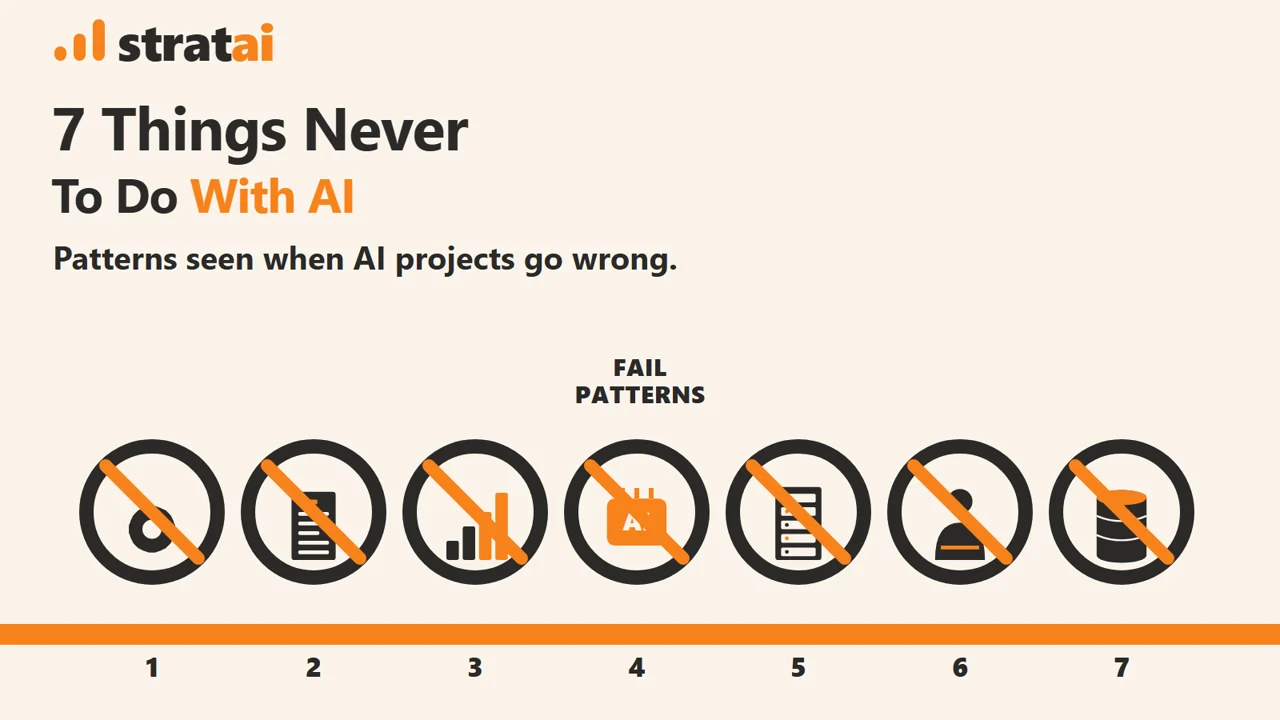 stratai
7 Things Never
To Do With AI
Patterns seen when AI projects go wrong.
FAIL
PATTERNS
1 2 3 4 5 6 7